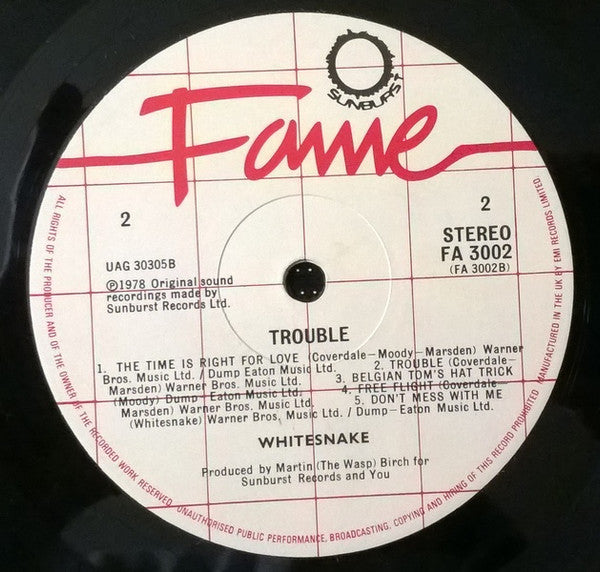 SUNBURST
Fame
2
2
UAG 30305B
STEREO
FA 3002
(FA 3002B)
℗1978 Original sound
recordings made by
Sunburst Records Ltd.
TROUBLE
1. THE TIME IS RIGHT FOR LOVE (Coverdale–Moody–Marsden) Warner
Bros. Music Ltd. / Dump Eaton Music Ltd. 2. TROUBLE (Coverdale–
Marsden) Warner Bros. Music Ltd. 3. BELGIAN TOM'S HAT TRICK
(Moody) Dump – Eaton Music Ltd. 4. FREE FLIGHT (Coverdale–
Marsden) Warner Bros. Music Ltd. 5. DON'T MESS WITH ME
(Whitesnake) Warner Bros. Music Ltd. / Dump–Eaton Music Ltd.
WHITESNAKE
Produced by Martin (The Wasp) Birch for
Sunburst Records and You
ALL RIGHTS OF THE PRODUCER AND OF THE OWNER OF THE RECORDED WORK RESERVED. UNAUTHORISED PUBLIC PERFORMANCE, BROADCASTING, COPYING AND HIRING OF THIS RECORD PROHIBITED. MANUFACTURED IN THE UK BY EMI RECORDS LIMITED.